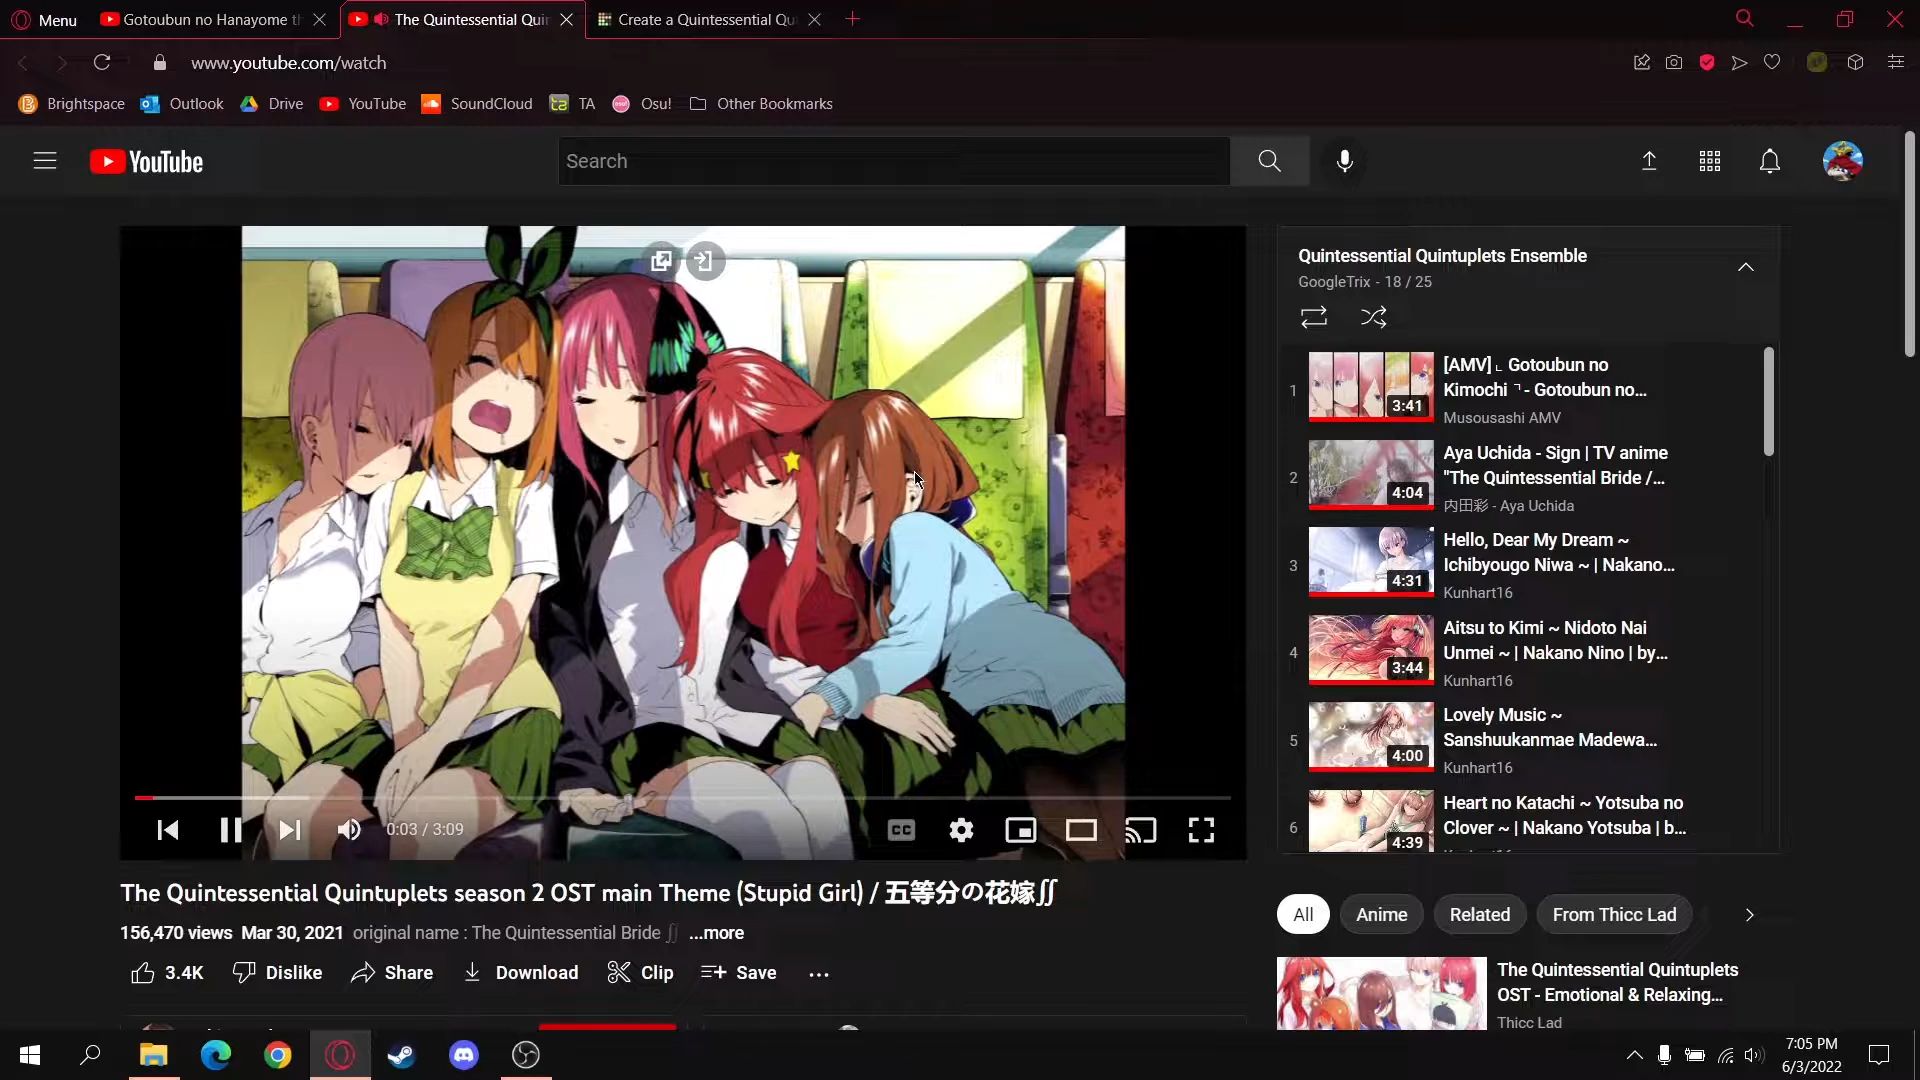 Menu
Gotoubun no Hanayome th
The Quintessential Qui
Create a Quintessential Qu
www.youtube.com/watch
Brightspace
Outlook
Drive
YouTube
SoundCloud
TA
Osu!
Other Bookmarks
YouTube
Search
Quintessential Quintuplets Ensemble
GoogleTrix - 18 / 25
1
3:41
[AMV]⌞ Gotoubun no
Kimochi ⌝- Gotoubun no...
Musousashi AMV
2
4:04
Aya Uchida - Sign | TV anime
"The Quintessential Bride /...
内田彩 - Aya Uchida
3
4:31
Hello, Dear My Dream ~
Ichibyougo Niwa ~ | Nakano...
Kunhart16
4
3:44
Aitsu to Kimi ~ Nidoto Nai
Unmei ~ | Nakano Nino | by...
Kunhart16
5
4:00
Lovely Music ~
Sanshuukanmae Madewa...
Kunhart16
6
4:39
Heart no Katachi ~ Yotsuba no
Clover ~ | Nakano Yotsuba | b...
0:03 / 3:09
CC
The Quintessential Quintuplets season 2 OST main Theme (Stupid Girl) / 五等分の花嫁∬
156,470 views Mar 30, 2021 original name : The Quintessential Bride ∬ ...more
3.4K
Dislike
Share
Download
Clip
Save
All
Anime
Related
From Thicc Lad
The Quintessential Quintuplets
OST - Emotional & Relaxing...
Thicc Lad
7:05 PM
6/3/2022